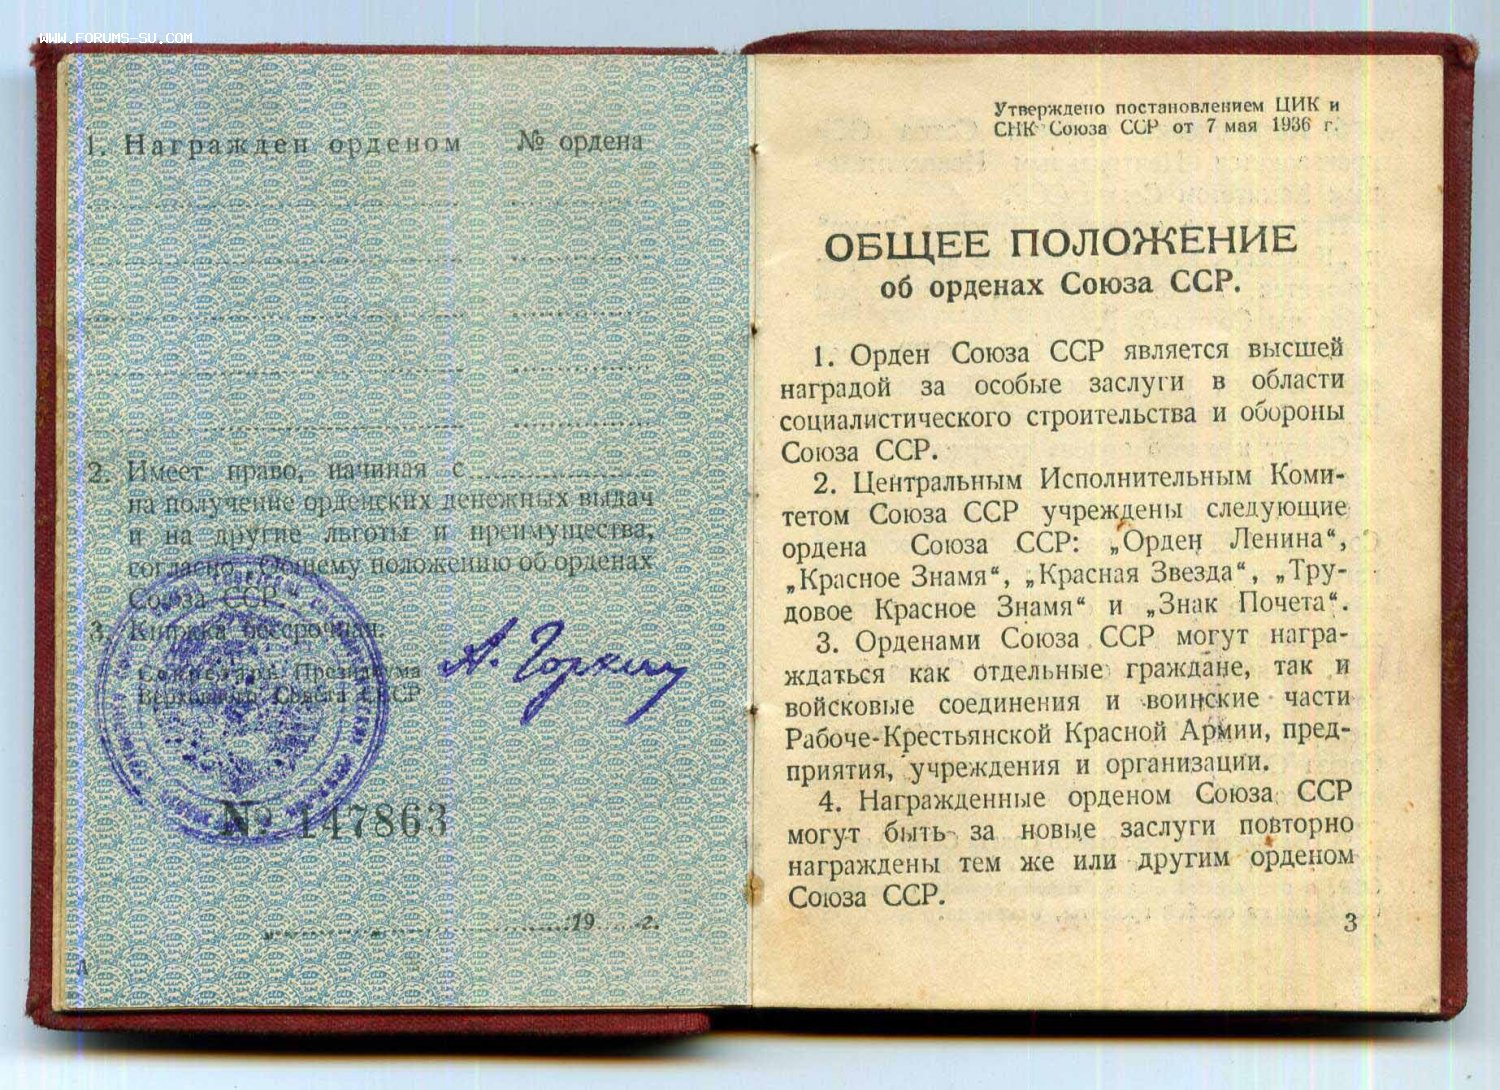 WWW.FORUMS-SU.COM
1. Награжден орденом № ордена
2. Имеет право, начиная с
на получение орденских денежных выдач
и на другие льготы и преимущества,
согласно Общему положению об орденах
Союза ССР.
3. Книжка бессрочная.
Секретарь Президиума
Верховного Совета СССР
А. Горкин
№ 147863
19 г.
Утверждено постановлением ЦИК и
СНК Союза ССР от 7 мая 1936 г.
ОБЩЕЕ ПОЛОЖЕНИЕ
об орденах Союза ССР.
1. Орден Союза ССР является высшей
наградой за особые заслуги в области
социалистического строительства и обороны
Союза ССР.
2. Центральным Исполнительным Коми-
тетом Союза ССР учреждены следующие
ордена Союза ССР: „Орден Ленина“,
„Красное Знамя“, „Красная Звезда“, „Тру-
довое Красное Знамя“ и „Знак Почета“.
3. Орденами Союза ССР могут награ-
ждаться как отдельные граждане, так и
войсковые соединения и воинские части
Рабоче-Крестьянской Красной Армии, пред-
приятия, учреждения и организации.
4. Награжденные орденом Союза ССР
могут быть за новые заслуги повторно
награждены тем же или другим орденом
Союза ССР.
3